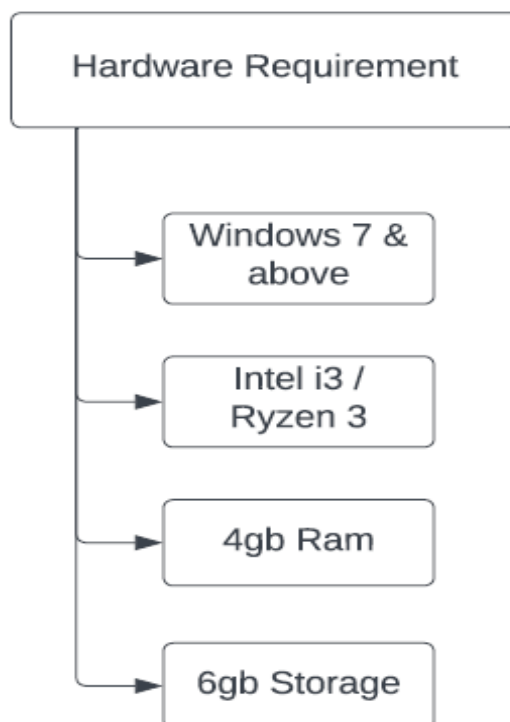 Hardware Requirement
Windows 7 &
above
Intel i3 /
Ryzen 3
4gb Ram
6gb Storage